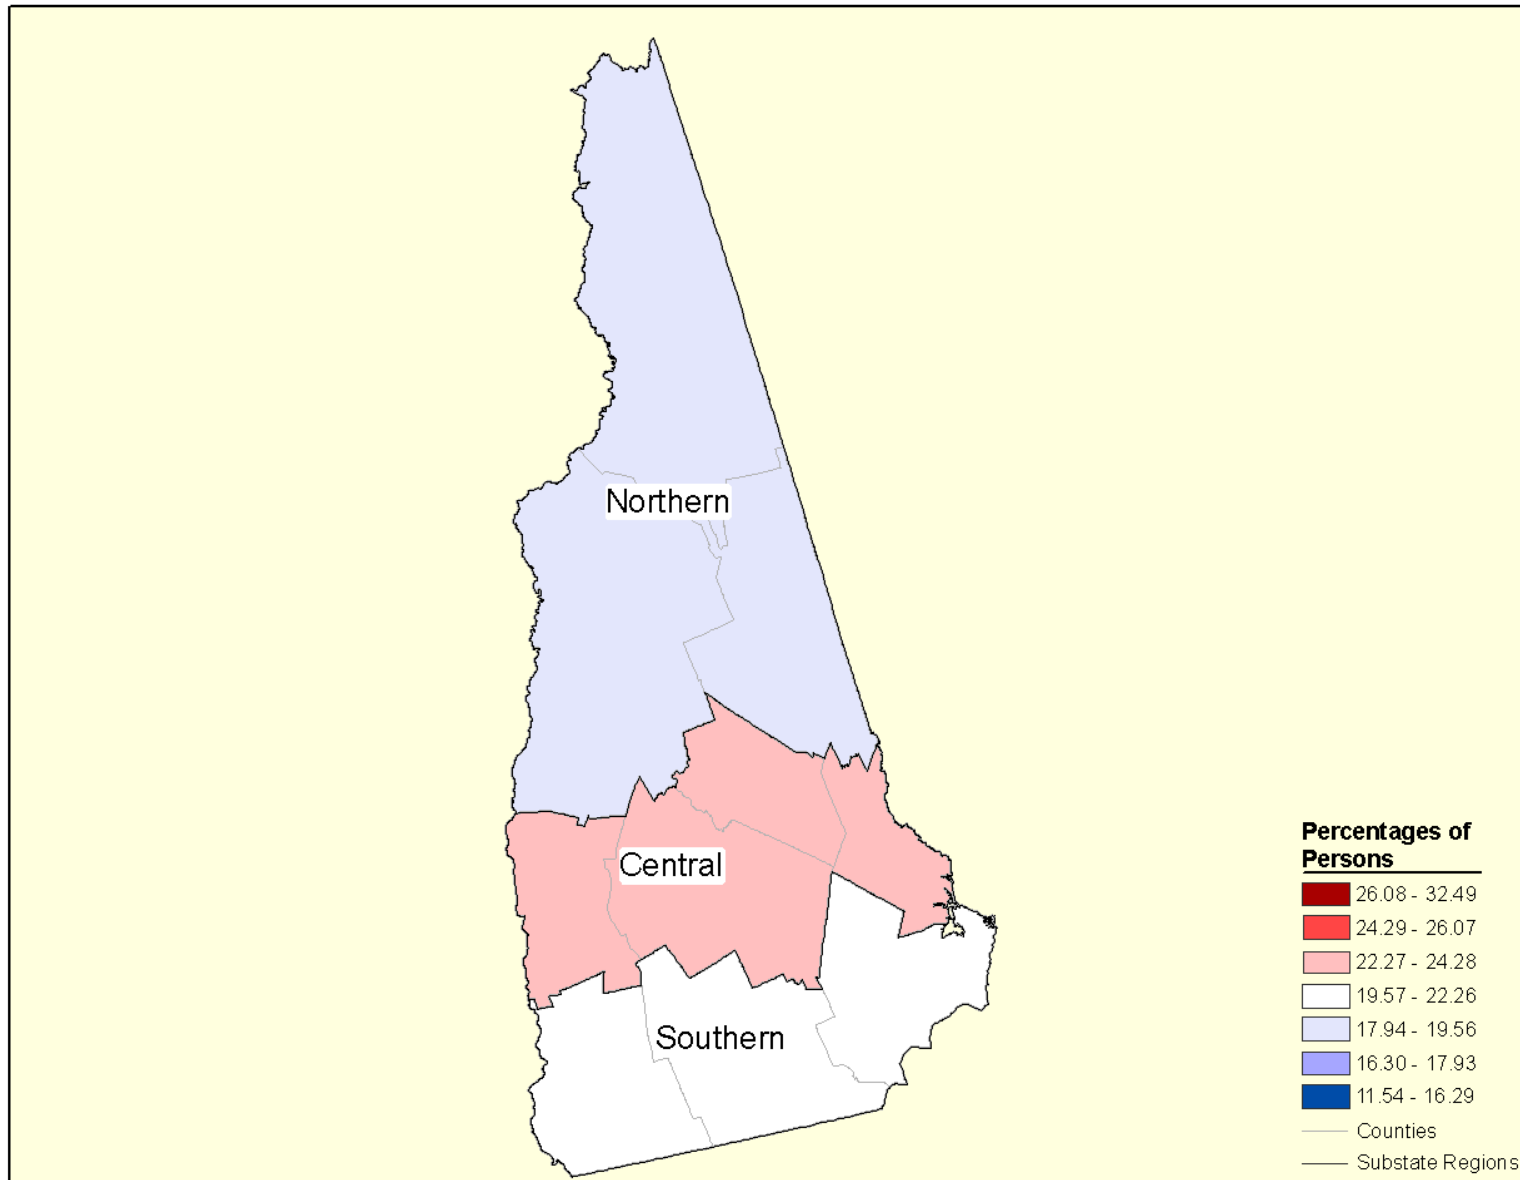 Northern
Central
Southern
Percentages of
Persons
26.08 - 32.49
24.29 - 26.07
22.27 - 24.28
19.57 - 22.26
17.94 - 19.56
16.30 - 17.93
11.54 - 16.29
Counties
Substate Regions